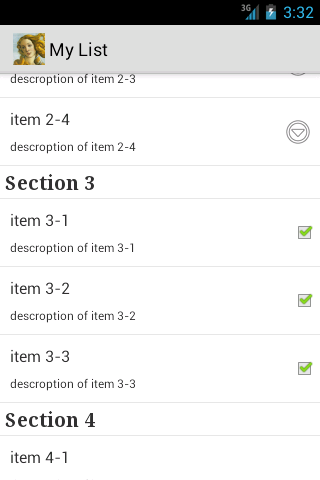 3G 3:32
My List
descroption of item 2-3
item 2-4
descroption of item 2-4
Section 3
item 3-1
descroption of item 3-1
item 3-2
descroption of item 3-2
item 3-3
descroption of item 3-3
Section 4
item 4-1